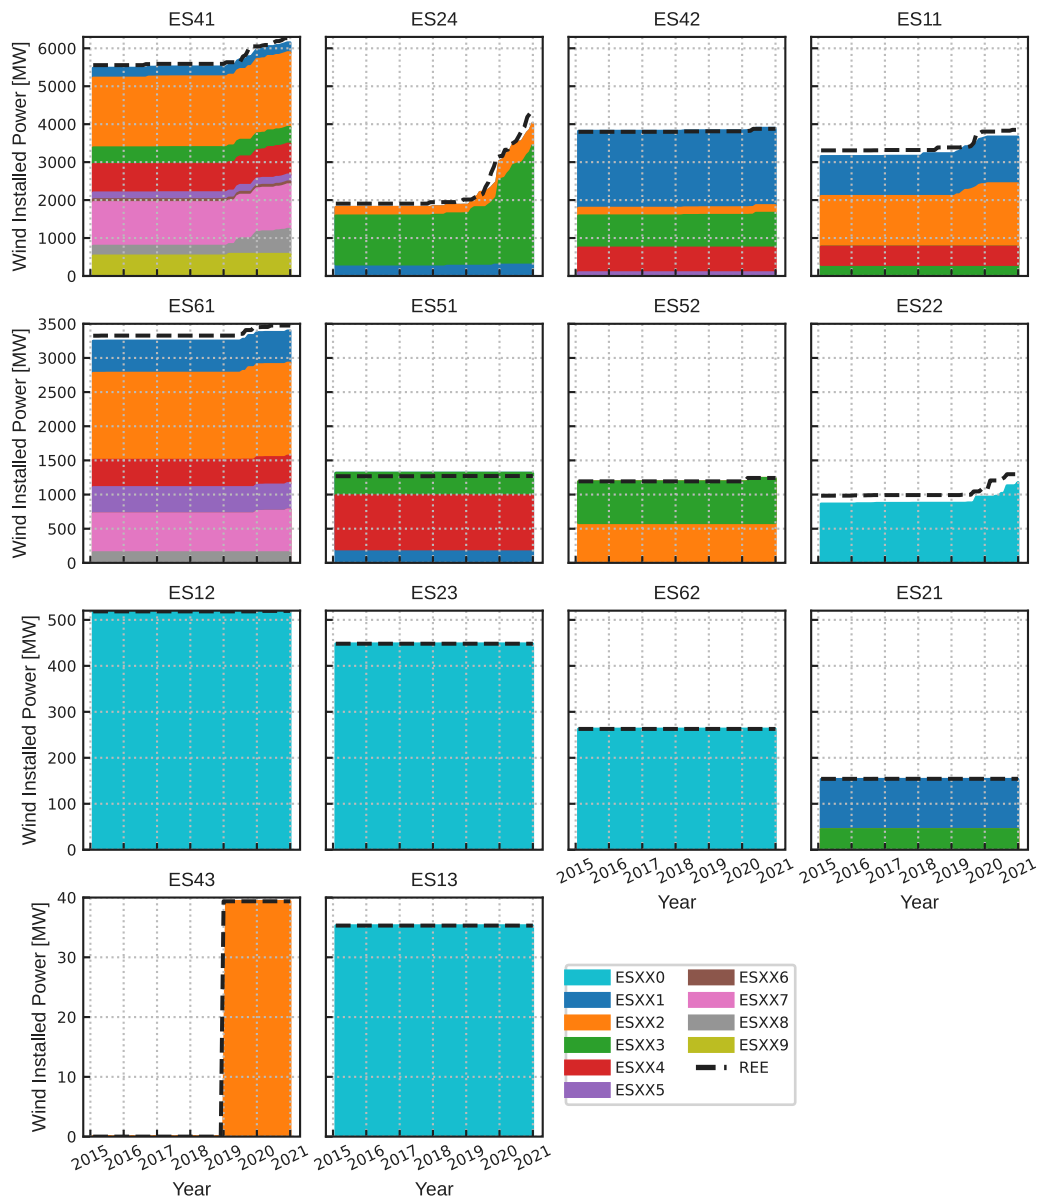 ES41 ES24 ES42 ES11
Wind Installed Power [MW]
6000
5000
4000
3000
2000
1000
0
ES61 ES51 ES52 ES22
Wind Installed Power [MW]
3500
3000
2500
2000
1500
1000
500
0
ES12 ES23 ES62 ES21
Wind Installed Power [MW]
500
400
300
200
100
0
2015 2016 2017 2018 2019 2020 2021
Year
2015 2016 2017 2018 2019 2020 2021
Year
ES43 ES13
Wind Installed Power [MW]
40
30
20
10
0
2015 2016 2017 2018 2019 2020 2021
Year
2015 2016 2017 2018 2019 2020 2021
Year
ESXX0
ESXX1
ESXX2
ESXX3
ESXX4
ESXX5
ESXX6
ESXX7
ESXX8
ESXX9
REE